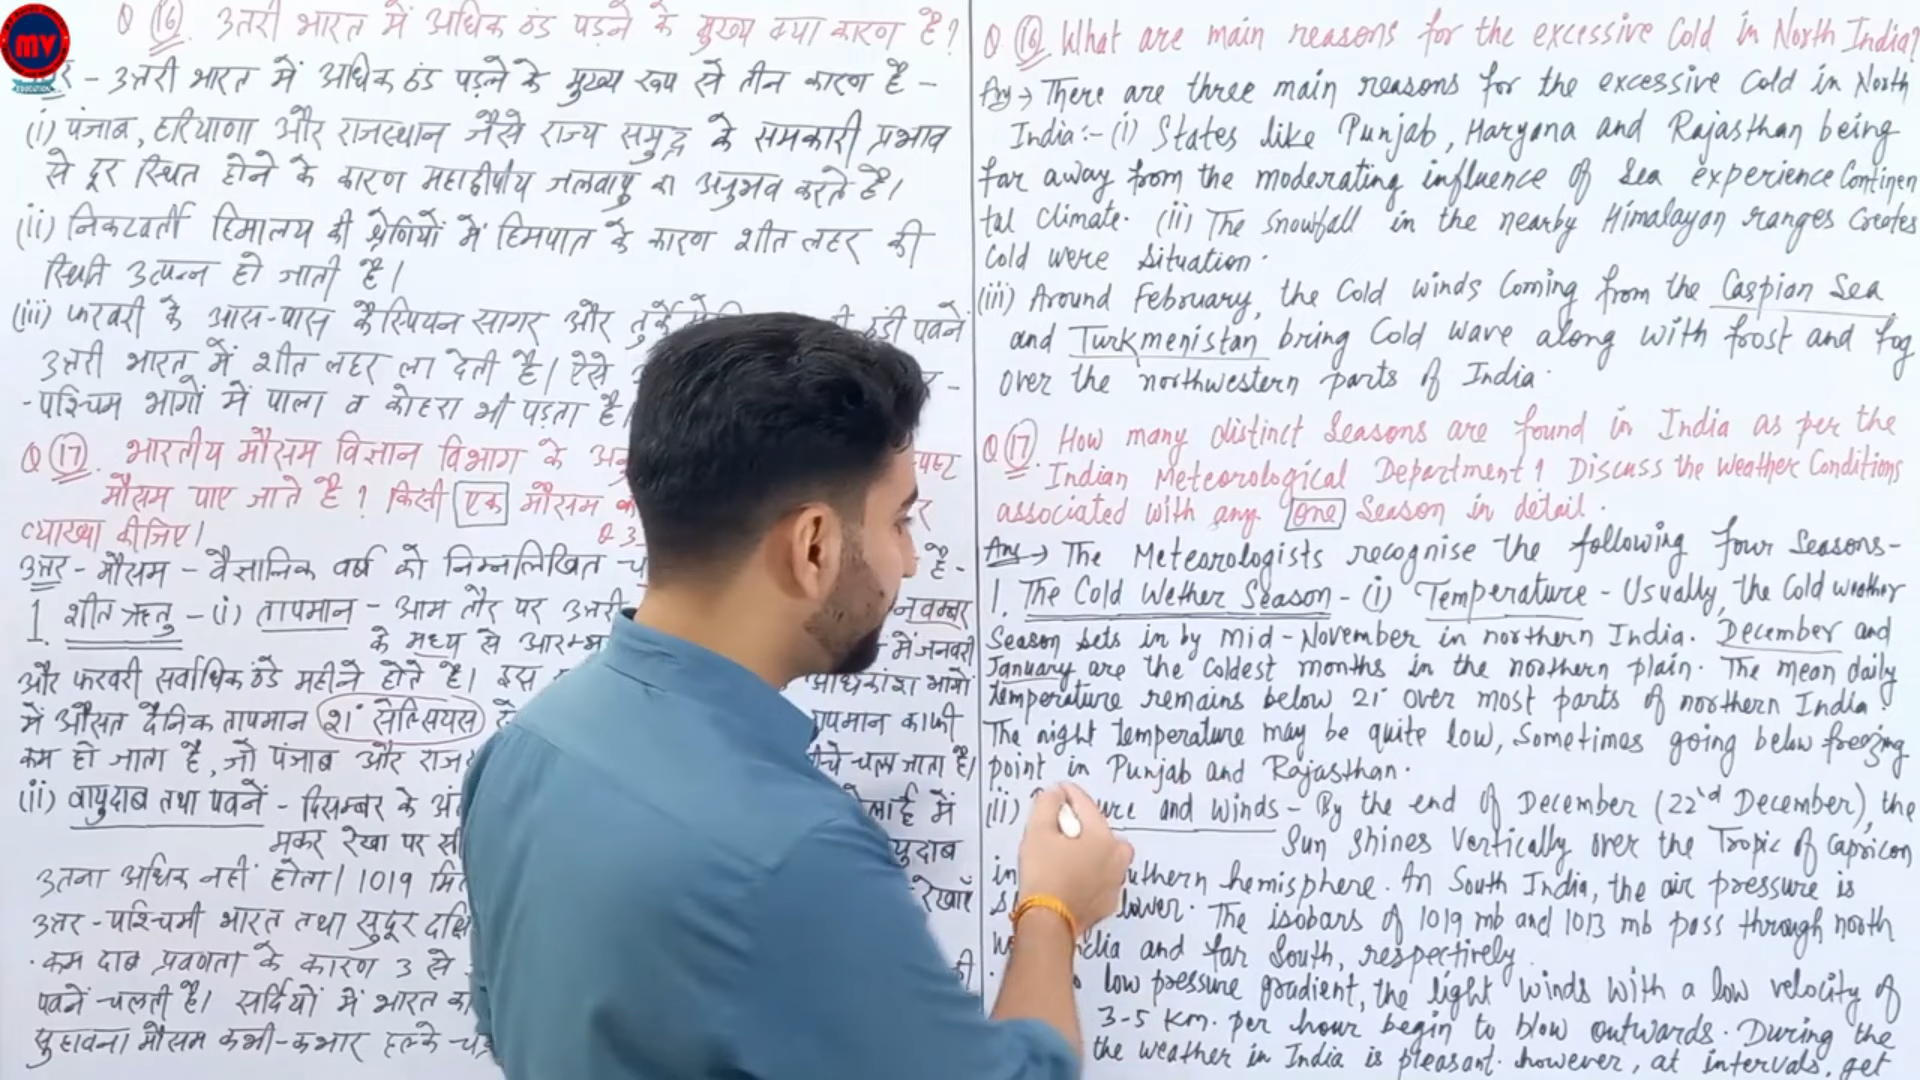 mv
EDUCATION
Q (16). उतरी भारत में अधिक ठंड पड़ने के मुख्य क्या कारण है?
- उत्तरी भारत में अधिक ठंड पड़ने के मुख्य रूप से तीन कारण है -
(i) पंजाब, हरियाणा और राजस्थान जैसे राज्य समुद्र के समकारी प्रभाव
से दूर स्थित होने के कारण महाद्वीपीय जलवायु का अनुभव करते है।
(ii) निकटवर्ती हिमालय की श्रेणियों में हिमपात के कारण शीत लहर की
स्थिति उत्पन्न हो जाती है।
(iii) फरवरी के आस-पास कैस्पियन सागर और ठंडी पवनें
उत्तरी भारत में शीत लहर ला देती है। ऐसे
-पश्चिम भागों में पाला व कोहरा भी पड़ता है
Q (17). भारतीय मौसम विज्ञान विभाग के
मौसम पाए जाते है? किसी एक मौसम
व्याख्या कीजिए।
उत्तर - मौसम - वैज्ञानिक वर्ष को निम्नलिखित है-
1. शीत ऋतु - (i) तापमान - आम तौर पर उत्तरी नवम्बर
के मध्य से आरम्भ में जनवरी
और फरवरी सर्वाधिक ठंडे महीने होते है। इस अधिकांश भागों
में औसत दैनिक तापमान 21° सेल्सियस तापमान काफी
कम हो जाता है, जो पंजाब और चला जाता है।
(ii) वायुदाब तथा पवनें - दिसम्बर के में
मकर रेखा पर
उतना अधिक नहीं होता। 1019 रेखाएँ
उत्तर-पश्चिमी भारत तथा सुदूर
कम दाब प्रवणता के कारण 3 से की
पवनें चलती है। सर्दियों में भारत का
सुहावना मौसम कभी-कभार हल्के
Q (16). What are main reasons for the excessive Cold in North India?
Ans → There are three main reasons for the excessive Cold in North
India:- (i) States like Punjab, Haryana and Rajasthan being
far away from the moderating influence of Sea experience Continen
tal climate. (ii) The Snowfall in the nearby Himalayan ranges Creates
Cold were Situation.
(iii) Around February, the Cold winds Coming from the Caspian Sea
and Turkmenistan bring Cold wave along with frost and fog
over the northwestern parts of India.
Q (17). How many distinct Seasons are found in India as per the
Indian Meteorological Department? Discuss the Weather Conditions
associated with any one Season in detail.
Ans → The Meteorologists recognise the following four Seasons-
1. The Cold Wether Season - (i) Temperature - Usually, the Cold weather
Season sets in by mid-November in northern India. December and
January are the Coldest months in the northern plain. The mean daily
temperature remains below 21° over most parts of northern India.
The night temperature may be quite low, Sometimes going below freezing
point in Punjab and Rajasthan.
(ii) and Winds - By the end of December (22nd December), the
Sun Shines Vertically over the Tropic of Capricon
in hemisphere. In South India, the air pressure is
lower. The isobars of 1019 mb and 1013 mb pass through north
and far South, respectively.
low pressure gradient, the light winds with a low velocity of
3-5 Km. per hour begin to blow outwards. During the
the weather in India is pleasant. however, at intervals, get